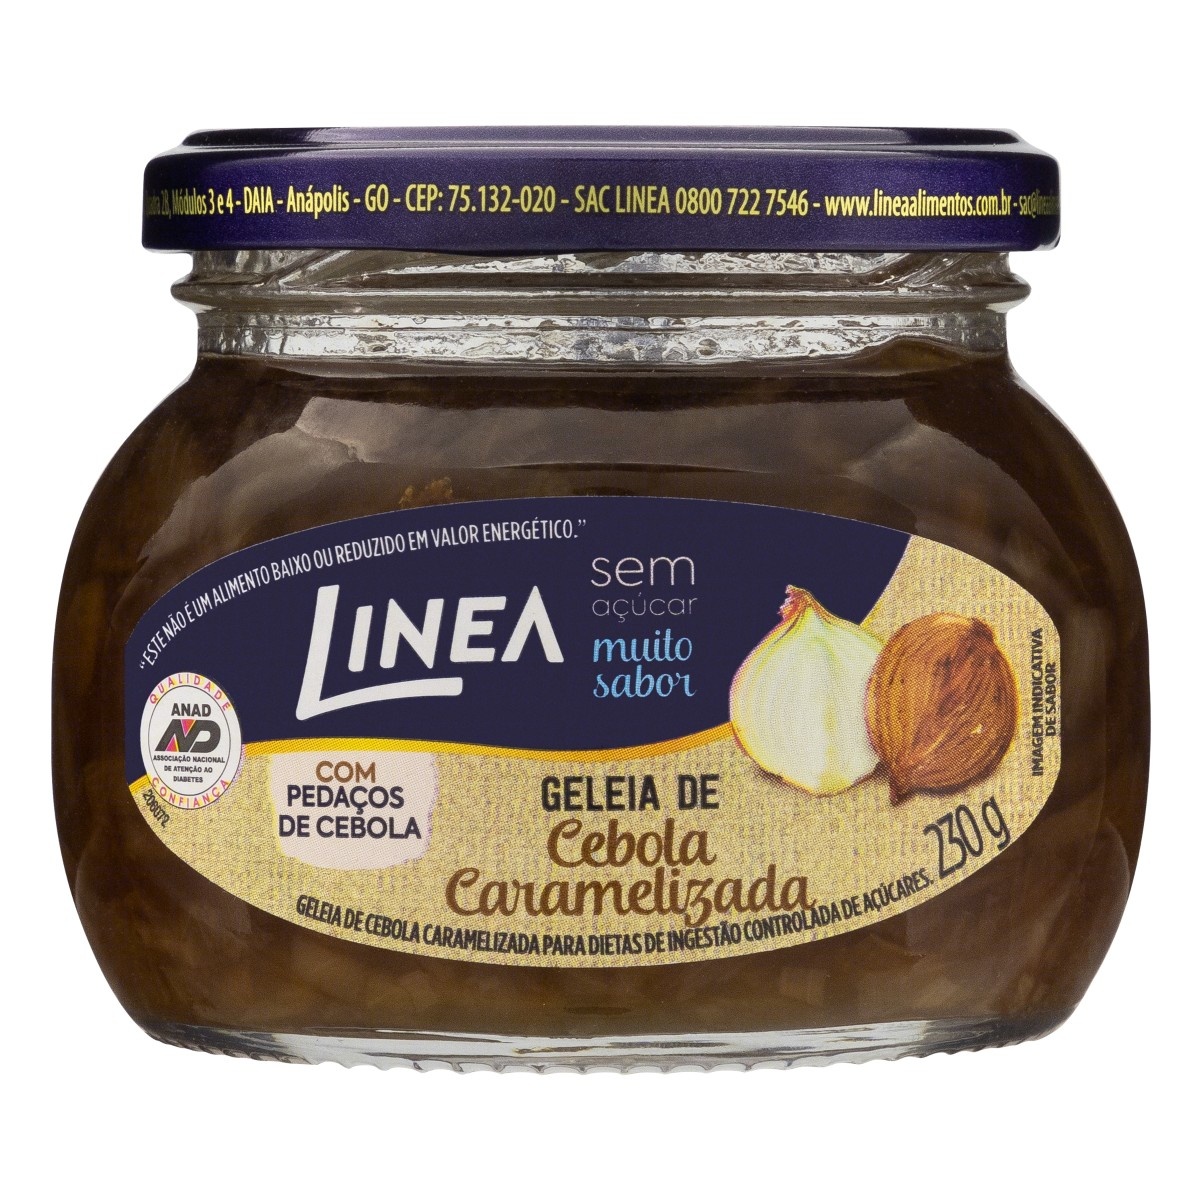 2B, Módulos 3 e 4 - DAIA - Anápolis - GO - CEP: 75.132-020 - SAC LINEA 0800 722 7546 - www.lineaalimentos.com.br -
"ESTE NÃO É UM ALIMENTO BAIXO OU REDUZIDO EM VALOR ENERGÉTICO."
LINEA
sem
açúcar
muito
sabor
QUALIDADE
ANAD
ASSOCIAÇÃO NACIONAL
DE ATENÇÃO AO
DIABETES
CONFIANÇA
206072
COM
PEDAÇOS
DE CEBOLA
GELEIA DE
Cebola
Caramelizada
230 g
IMAGEM INDICATIVA
DE SABOR
GELEIA DE CEBOLA CARAMELIZADA PARA DIETAS DE INGESTÃO CONTROLADA DE AÇÚCARES.